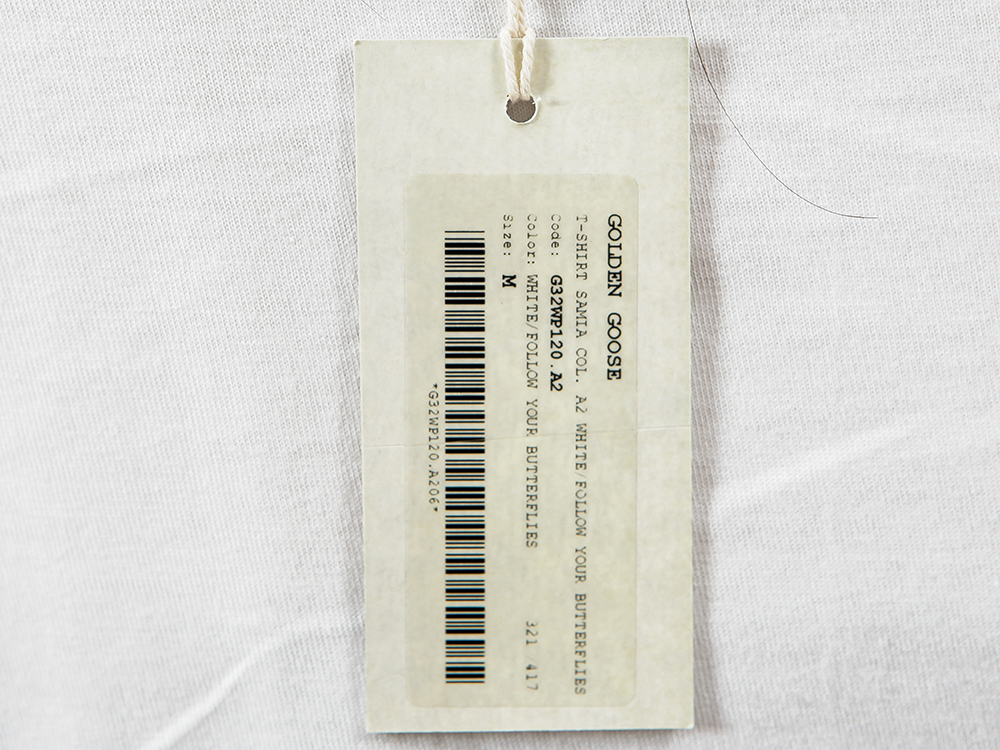 GOLDEN GOOSE
T-SHIRT SAMIA COL. A2 WHITE/FOLLOW YOUR BUTTERFLIES
Code: G32WP120.A2
Color: WHITE/FOLLOW YOUR BUTTERFLIES 321 417
Size: M
*G32WP120.A206*